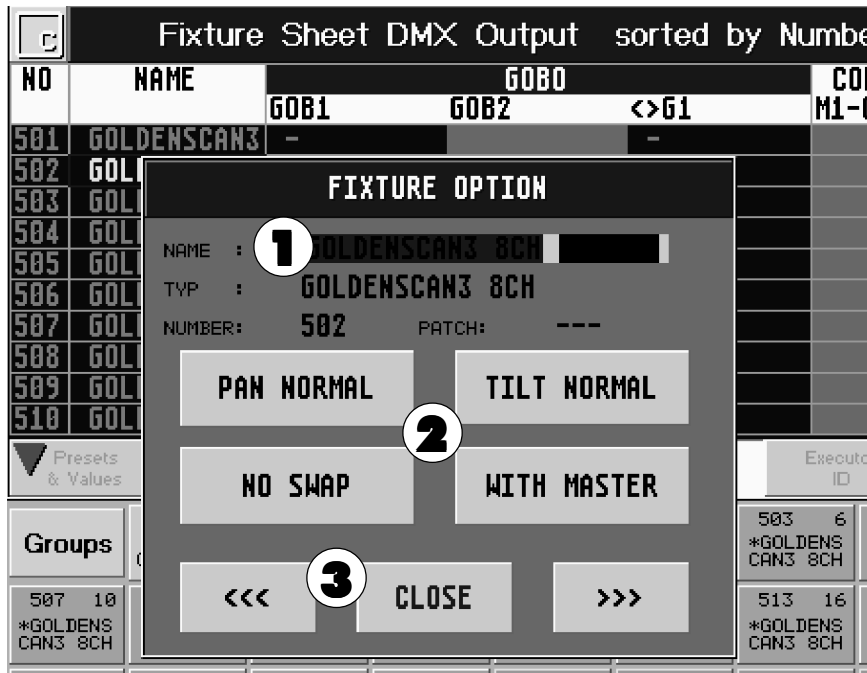 C Fixture Sheet DMX Output sorted by Numbe
NO NAME GOBO CO
GOB1 GOB2 <>G1 M1-
501 GOLDENSCAN3 - -
502 GOL
503 GOL
504 GOL
505 GOL
506 GOL
507 GOL
508 GOL
509 GOL
510 GOL
FIXTURE OPTION
NAME : 1 GOLDENSCAN3 8CH
TYP : GOLDENSCAN3 8CH
NUMBER: 502 PATCH: ---
PAN NORMAL TILT NORMAL
2
NO SWAP WITH MASTER
<<< 3 CLOSE >>>
Presets
& Values
Executo
ID
Groups
503 6
*GOLDENS
CAN3 8CH
507 10
*GOLDENS
CAN3 8CH
513 16
*GOLDENS
CAN3 8CH